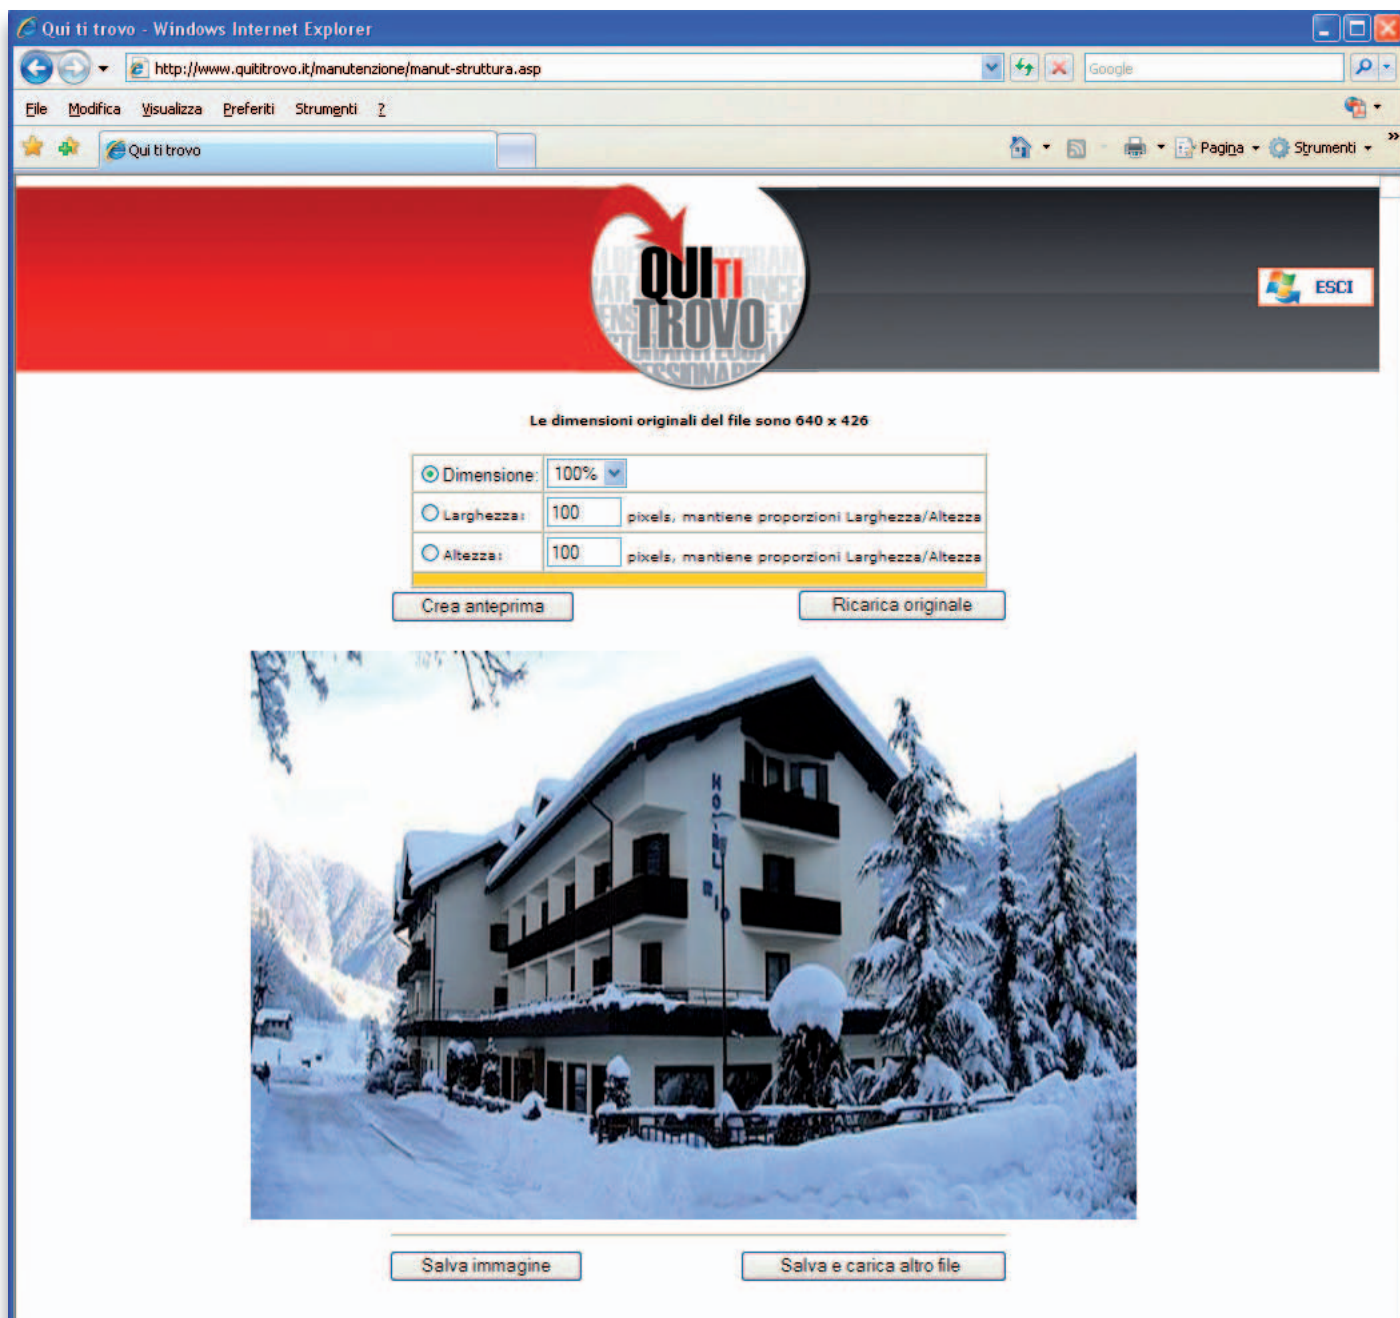 Qui ti trovo - Windows Internet Explorer
http://www.quititrovo.it/manutenzione/manut-struttura.asp
Google
File Modifica Visualizza Preferiti Strumenti ?
Qui ti trovo
Pagina Strumenti »
QUITI
TROVO
ESCI
Le dimensioni originali del file sono 640 x 426
Dimensione: 100%
Larghezza: 100 pixels, mantiene proporzioni Larghezza/Altezza
Altezza: 100 pixels, mantiene proporzioni Larghezza/Altezza
Crea anteprima Ricarica originale
HOTEL RIO
Salva immagine Salva e carica altro file